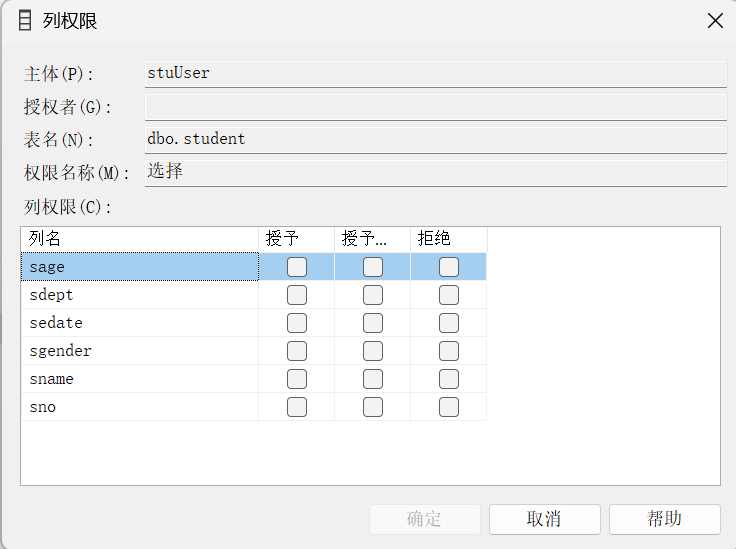 列权限
主体(P): stuUser
授权者(G):
表名(N): dbo.student
权限名称(M): 选择
列权限(C):
列名 授予 授予... 拒绝
sage
sdept
sedate
sgender
sname
sno
确定 取消 帮助